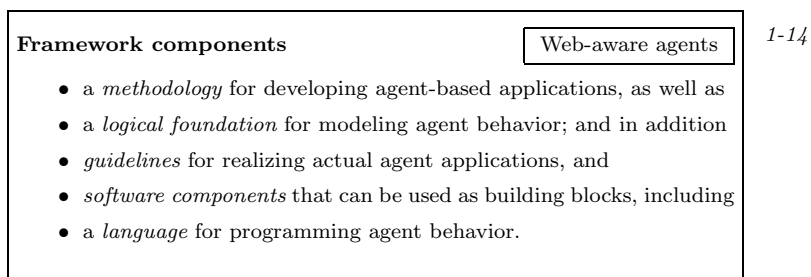 Framework components Web-aware agents 1-14
• a methodology for developing agent-based applications, as well as
• a logical foundation for modeling agent behavior; and in addition
• guidelines for realizing actual agent applications, and
• software components that can be used as building blocks, including
• a language for programming agent behavior.